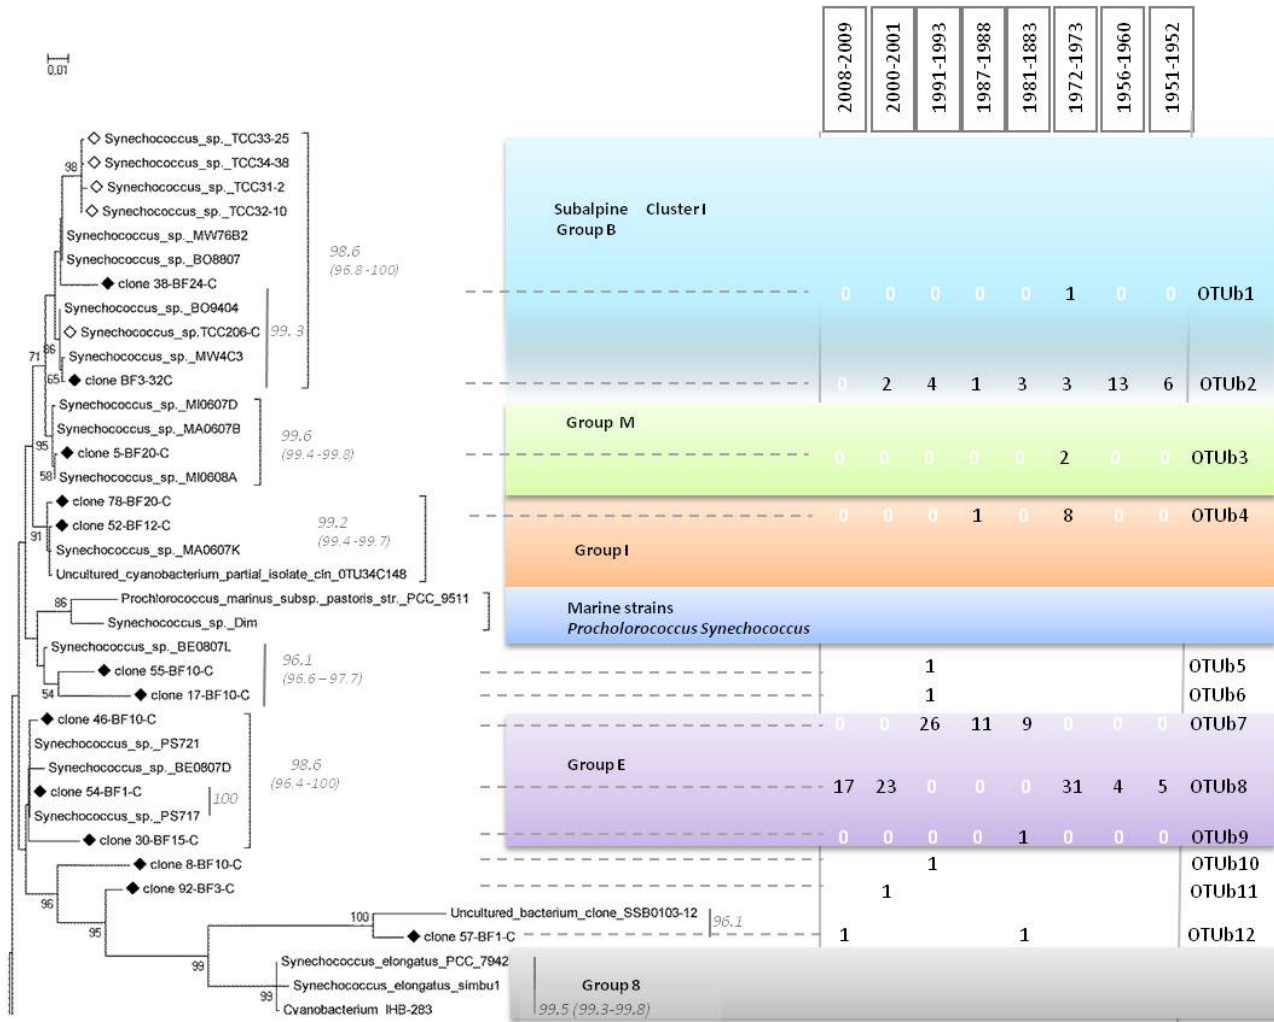 2008-2009
2000-2001
1991-1993
1987-1988
1981-1883
1972-1973
1956-1960
1951-1952
0,01
Synechococcus_sp._TCC33-25
98
Synechococcus_sp._TCC34-38
Synechococcus_sp._TCC31-2
Synechococcus_sp._TCC32-10
Subalpine Cluster I
Group B
Synechococcus_sp._MW76B2
98.6
(96.8 -100)
Synechococcus_sp._BO8807
clone 38-BF24-C
0 0 0 0 0 1 0 0 OTUb1
Synechococcus_sp._BO9404
Synechococcus_sp.TCC206-C
99.3
86
71
Synechococcus_sp._MW4C3
65
clone BF3-32C
0 2 4 1 3 3 13 6 OTUb2
Synechococcus_sp._MI0607D
Group M
Synechococcus_sp._MA0607B
99.6
(99.4 -99.8)
95
clone 5-BF20-C
0 0 0 0 0 2 0 0 OTUb3
58
Synechococcus_sp._MI0608A
clone 78-BF20-C
0 0 0 1 0 8 0 0 OTUb4
clone 52-BF12-C
99.2
(99.4 -99.7)
91
Synechococcus_sp._MA0607K
Group I
Uncultured_cyanobacterium_partial_isolate_cln_0TU34C148
86
Prochlorococcus_marinus_subsp._pastoris_str._PCC_9511
Marine strains
Procholorococcus Synechococcus
Synechococcus_sp._Dim
Synechococcus_sp._BE0807L
96.1
(96.6 –97.7)
clone 55-BF10-C
1 OTUb5
54
clone 17-BF10-C
1 OTUb6
clone 46-BF10-C
0 0 26 11 9 0 0 0 OTUb7
Synechococcus_sp._PS721
98.6
(96.4 -100)
Synechococcus_sp._BE0807D
Group E
clone 54-BF1-C
100
17 23 0 0 0 31 4 5 OTUb8
Synechococcus_sp._PS717
clone 30-BF15-C
0 0 0 0 1 0 0 0 OTUb9
clone 8-BF10-C
1 OTUb10
clone 92-BF3-C
1 OTUb11
96
95
100
Uncultured_bacterium_clone_SSB0103-12
96.1
clone 57-BF1-C
1 1 OTUb12
99
Synechococcus_elongatus_PCC_7942
Synechococcus_elongatus_simbu1
Group 8
99
Cyanobacterium_IHB-283
99.5 (99.3-99.8)